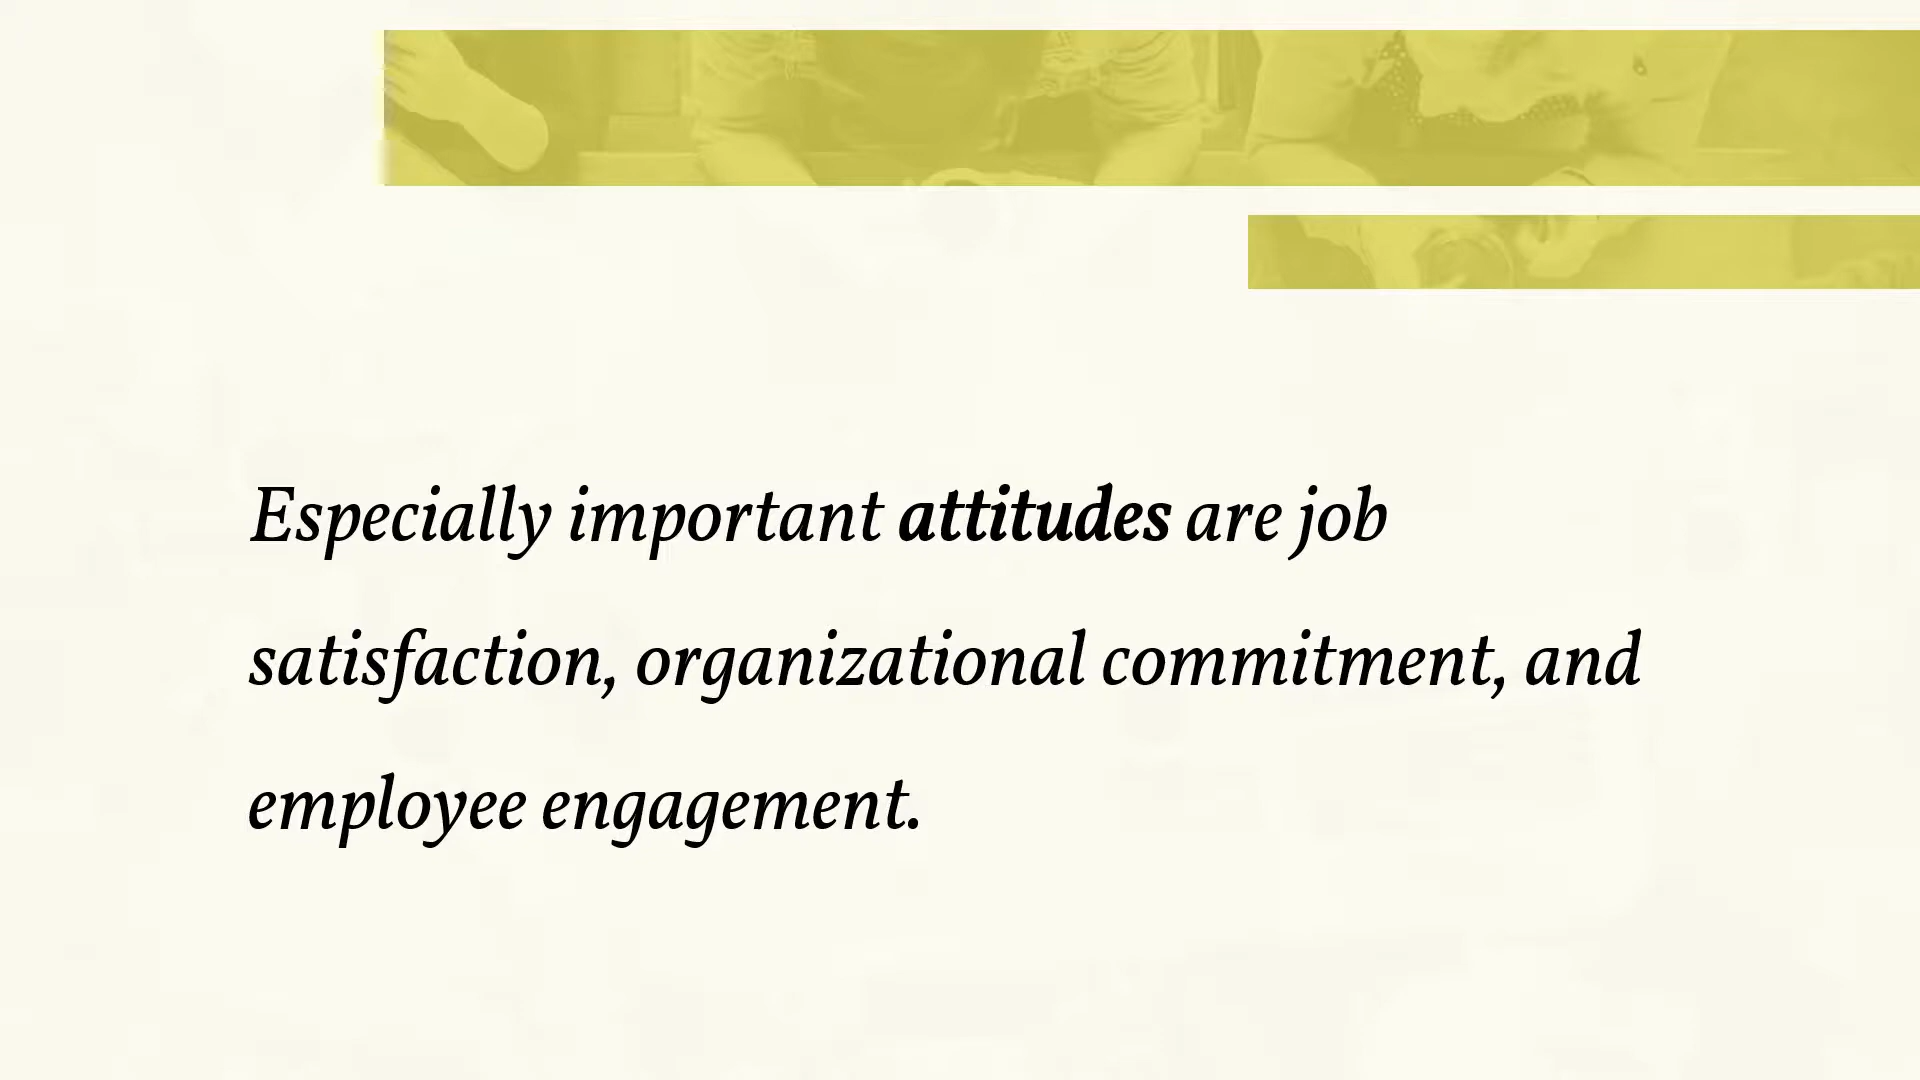 Especially important attitudes are job
satisfaction, organizational commitment, and
employee engagement.